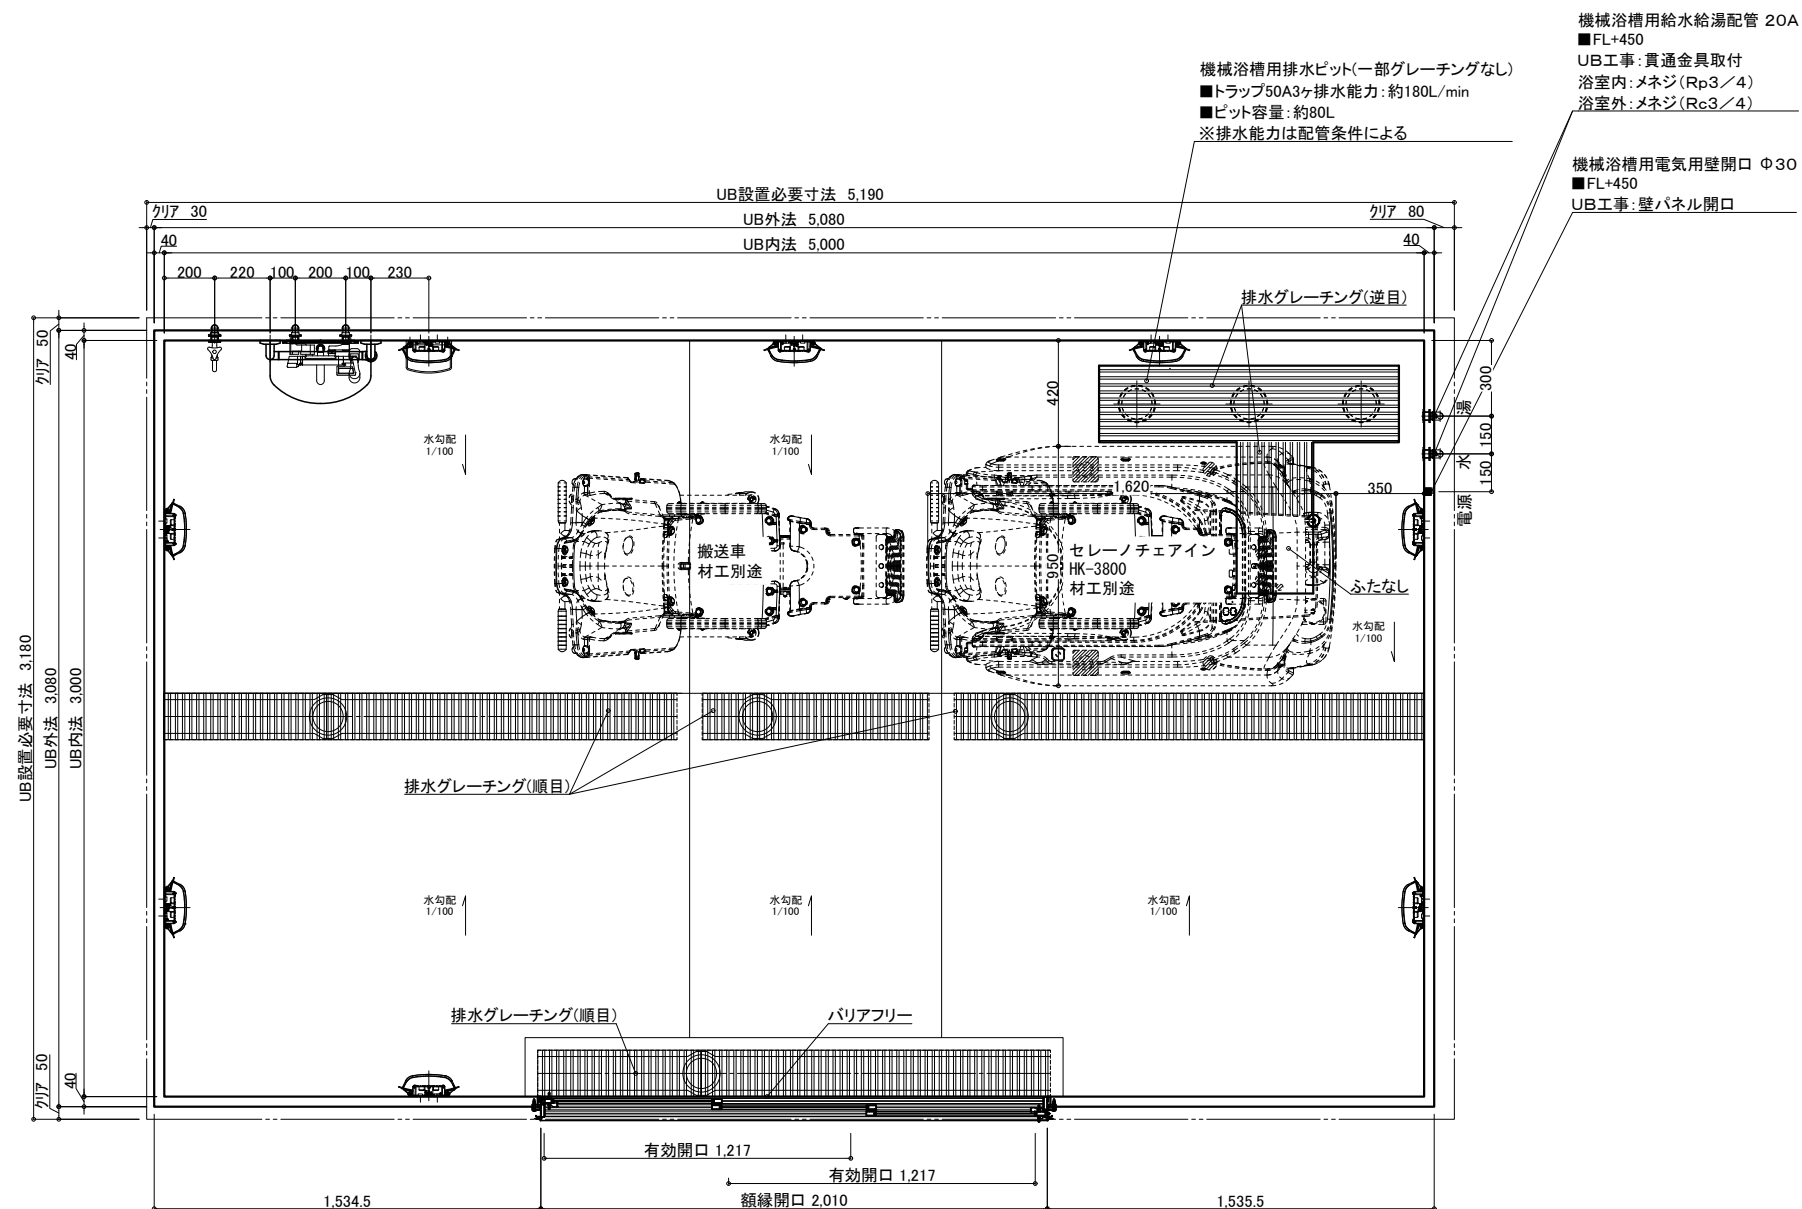 機械浴槽用給水給湯配管 20A
■FL+450
UB工事:貫通金具取付
浴室内:メネジ(Rp3/4)
浴室外:メネジ(Rc3/4)
機械浴槽用排水ピット(一部グレーチングなし)
■トラップ50A3ヶ排水能力:約180L/min
■ピット容量:約80L
※排水能力は配管条件による
機械浴槽用電気用壁開口 Φ30
■FL+450
UB工事:壁パネル開口
UB設置必要寸法 5,190
クリア 30
UB外法 5,080
クリア 80
40
UB内法 5,000
40
200
220
100
200
100
230
排水グレーチング(逆目)
クリア 50
40
420
300
湯
150
水
150
電源
水勾配
1/100
水勾配
1/100
1,620
350
搬送車
材工別途
950
セレーノチェアイン
HK-3800
材工別途
ふたなし
水勾配
1/100
UB設置必要寸法 3,180
UB外法 3,080
UB内法 3,000
排水グレーチング(順目)
水勾配
1/100
水勾配
1/100
水勾配
1/100
排水グレーチング(順目)
バリアフリー
クリア 50
40
有効開口 1,217
有効開口 1,217
1,534.5
額縁開口 2,010
1,535.5